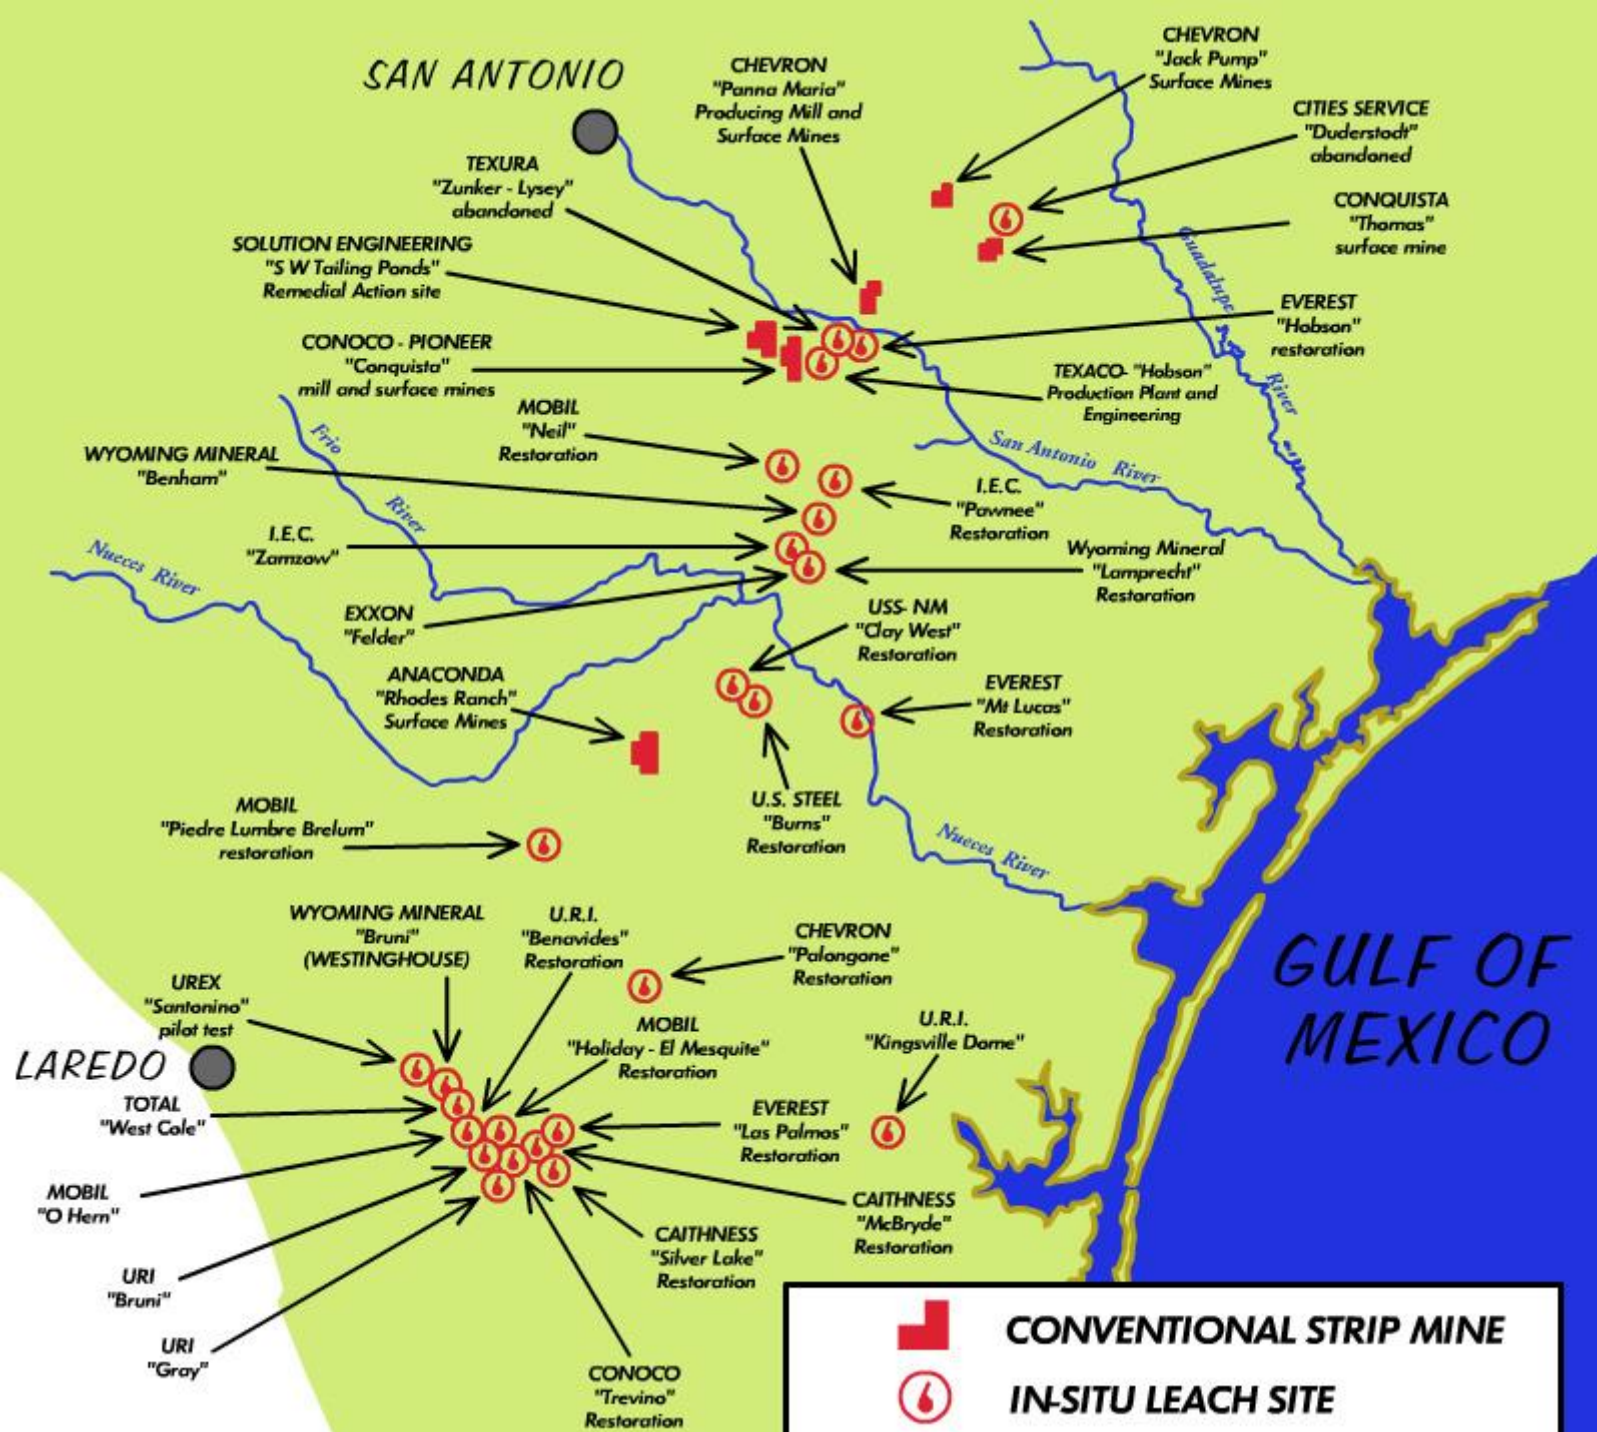 SAN ANTONIO
CHEVRON
"Panna Maria"
Producing Mill and
Surface Mines
CHEVRON
"Jack Pump"
Surface Mines
CITIES SERVICE
"Duderstodt"
abandoned
TEXURA
"Zunker - Lysey"
abandoned
CONQUISTA
"Thomas"
surface mine
SOLUTION ENGINEERING
"S W Tailing Ponds"
Remedial Action site
Guadalupe
River
EVEREST
"Hobson"
restoration
CONOCO - PIONEER
"Conquista"
mill and surface mines
TEXACO- "Hobson"
Production Plant and
Engineering
MOBIL
"Neil"
Restoration
Frio
River
San Antonio River
WYOMING MINERAL
"Benham"
I.E.C.
"Pawnee"
Restoration
I.E.C.
"Zamzow"
Wyoming Mineral
"Lamprecht"
Restoration
Nueces River
EXXON
"Felder"
USS- NM
"Clay West"
Restoration
ANACONDA
"Rhodes Ranch"
Surface Mines
EVEREST
"Mt Lucas"
Restoration
MOBIL
"Piedre Lumbre Brelum"
restoration
U.S. STEEL
"Burns"
Restoration
Nueces River
WYOMING MINERAL
"Bruni"
(WESTINGHOUSE)
U.R.I.
"Benavides"
Restoration
CHEVRON
"Palongone"
Restoration
GULF OF
MEXICO
UREX
"Santonino"
pilot test
LAREDO
MOBIL
"Holiday - El Mesquite"
Restoration
U.R.I.
"Kingsville Dome"
TOTAL
"West Cole"
EVEREST
"Las Palmos"
Restoration
MOBIL
"O Hern"
CAITHNESS
"McBryde"
Restoration
CAITHNESS
"Silver Lake"
Restoration
URI
"Bruni"
URI
"Gray"
CONOCO
"Trevino"
Restoration
CONVENTIONAL STRIP MINE
IN-SITU LEACH SITE